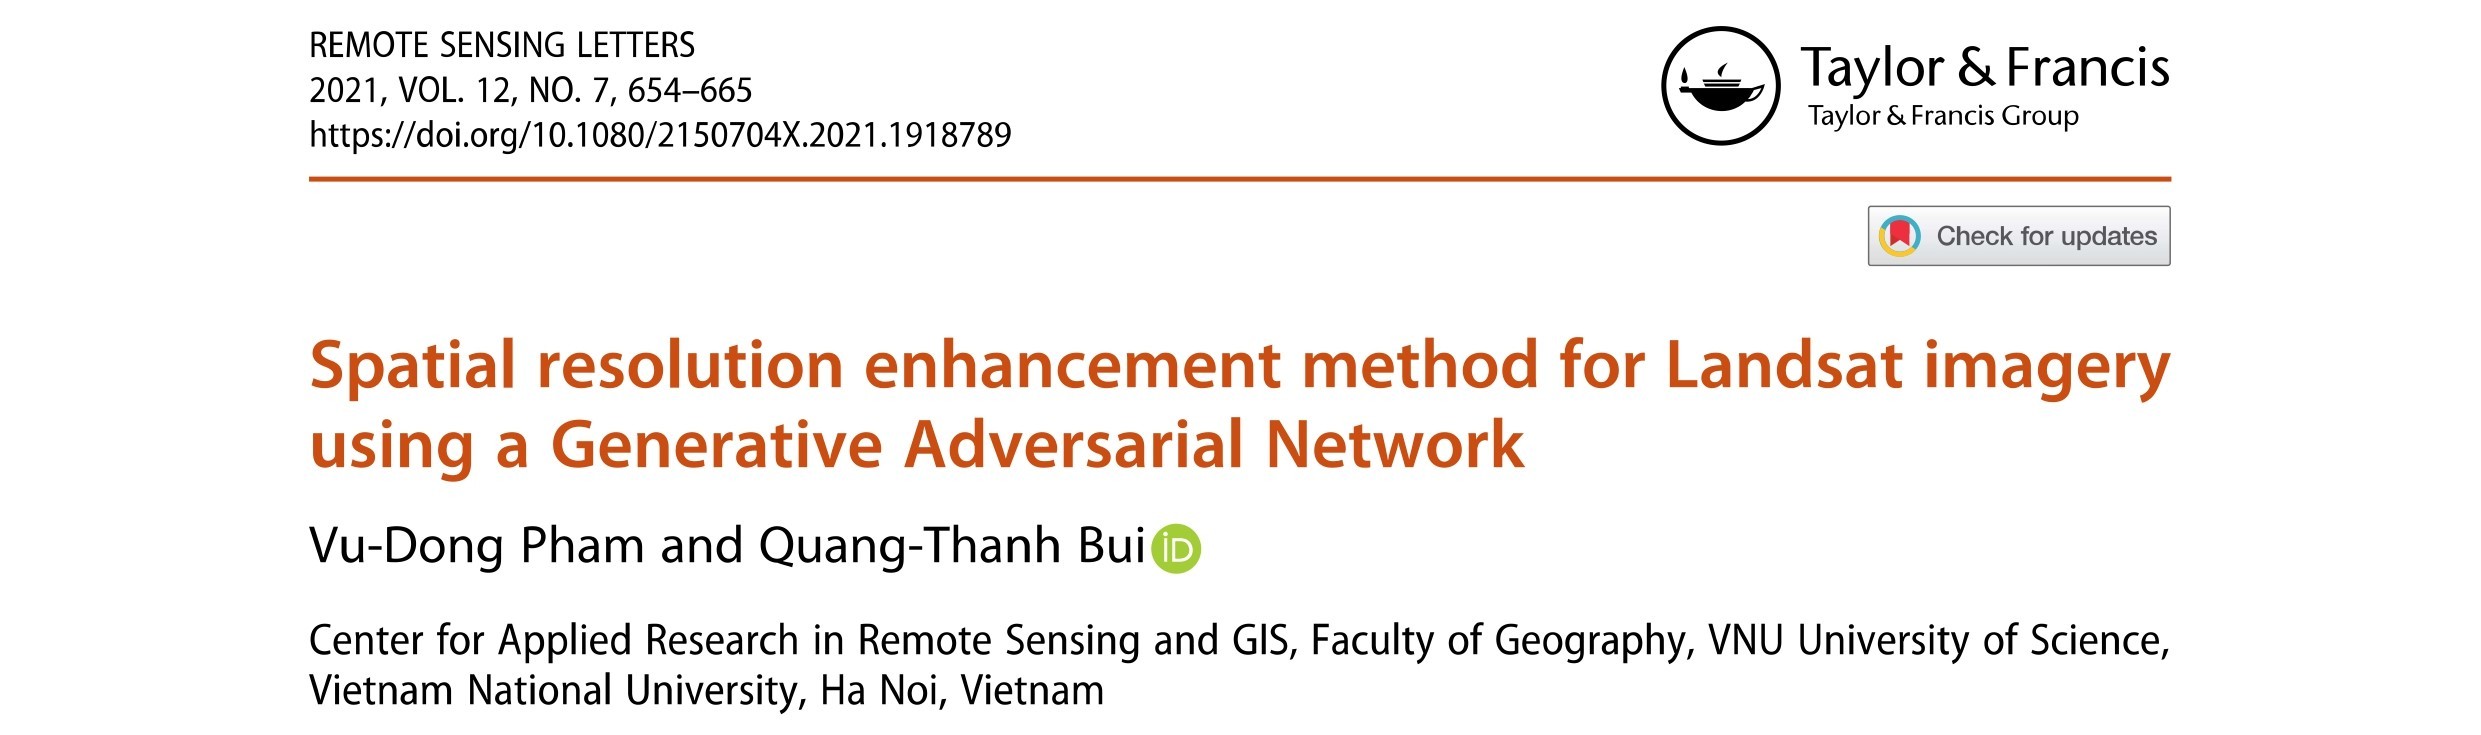 REMOTE SENSING LETTERS
2021, VOL. 12, NO. 7, 654–665
https://doi.org/10.1080/2150704X.2021.1918789
Taylor & Francis
Taylor & Francis Group
Check for updates
Spatial resolution enhancement method for Landsat imagery
using a Generative Adversarial Network
Vu-Dong Pham and Quang-Thanh Bui iD
Center for Applied Research in Remote Sensing and GIS, Faculty of Geography, VNU University of Science,
Vietnam National University, Ha Noi, Vietnam